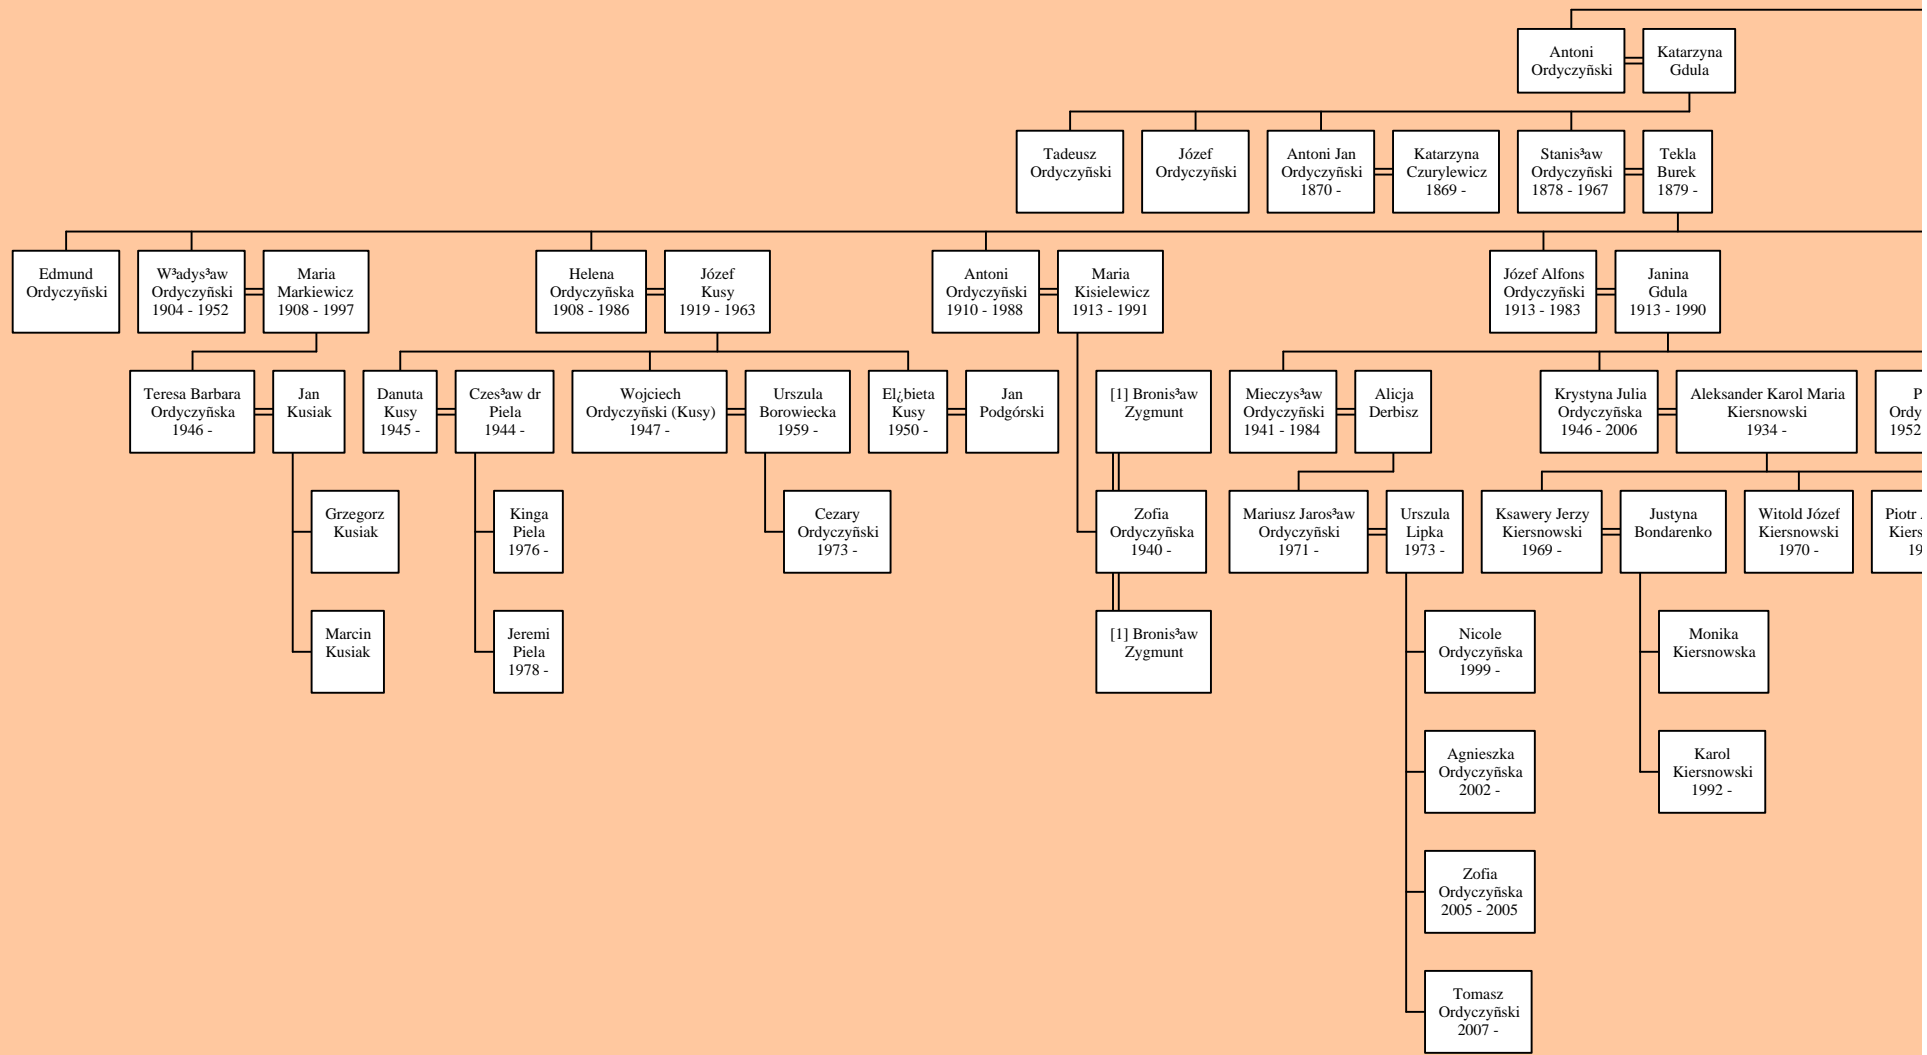 Antoni
Ordyczyñski
Katarzyna
Gdula
Tadeusz
Ordyczyñski
Józef
Ordyczyñski
Antoni Jan
Ordyczyñski
1870 -
Katarzyna
Czurylewicz
1869 -
Stanis³aw
Ordyczyñski
1878 - 1967
Tekla
Burek
1879 -
Edmund
Ordyczyñski
W³adys³aw
Ordyczyñski
1904 - 1952
Maria
Markiewicz
1908 - 1997
Helena
Ordyczyñska
1908 - 1986
Józef
Kusy
1919 - 1963
Antoni
Ordyczyñski
1910 - 1988
Maria
Kisielewicz
1913 - 1991
Józef Alfons
Ordyczyñski
1913 - 1983
Janina
Gdula
1913 - 1990
Teresa Barbara
Ordyczyñska
1946 -
Jan
Kusiak
Danuta
Kusy
1945 -
Czes³aw dr
Piela
1944 -
Wojciech
Ordyczyñski (Kusy)
1947 -
Urszula
Borowiecka
1959 -
El¿bieta
Kusy
1950 -
Jan
Podgórski
[1] Bronis³aw
Zygmunt
Mieczys³aw
Ordyczyñski
1941 - 1984
Alicja
Derbisz
Krystyna Julia
Ordyczyñska
1946 - 2006
Aleksander Karol Maria
Kiersnowski
1934 -
P
Ordy
1952
Grzegorz
Kusiak
Kinga
Piela
1976 -
Cezary
Ordyczyñski
1973 -
Zofia
Ordyczyñska
1940 -
Mariusz Jaros³aw
Ordyczyñski
1971 -
Urszula
Lipka
1973 -
Ksawery Jerzy
Kiersnowski
1969 -
Justyna
Bondarenko
Witold Józef
Kiersnowski
1970 -
Piotr
Kiers
19
Marcin
Kusiak
Jeremi
Piela
1978 -
[1] Bronis³aw
Zygmunt
Nicole
Ordyczyñska
1999 -
Monika
Kiersnowska
Agnieszka
Ordyczyñska
2002 -
Karol
Kiersnowski
1992 -
Zofia
Ordyczyñska
2005 - 2005
Tomasz
Ordyczyñski
2007 -